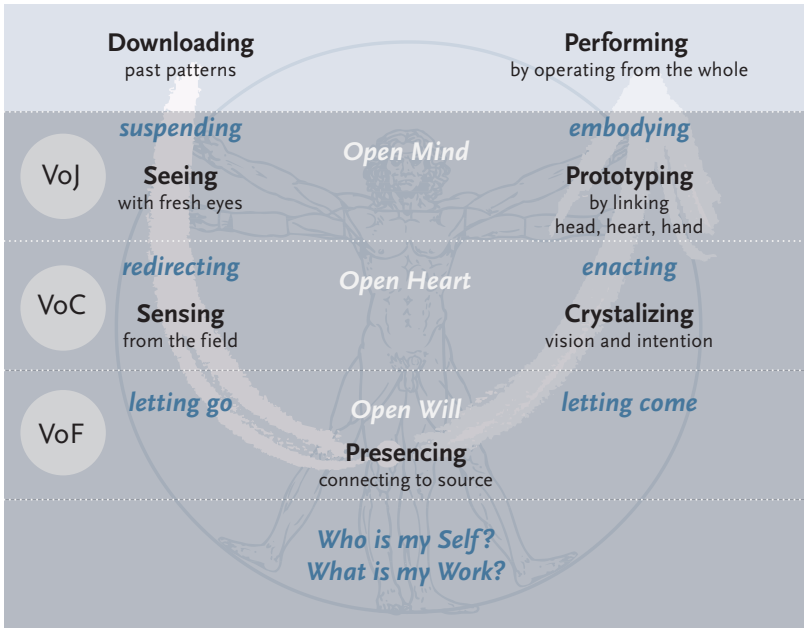 Downloading
past patterns
Performing
by operating from the whole
suspending
embodying
VoJ
Open Mind
Seeing
with fresh eyes
Prototyping
by linking
head, heart, hand
redirecting
enacting
VoC
Open Heart
Sensing
from the field
Crystalizing
vision and intention
letting go
Open Will
letting come
VoF
Presencing
connecting to source
Who is my Self?
What is my Work?